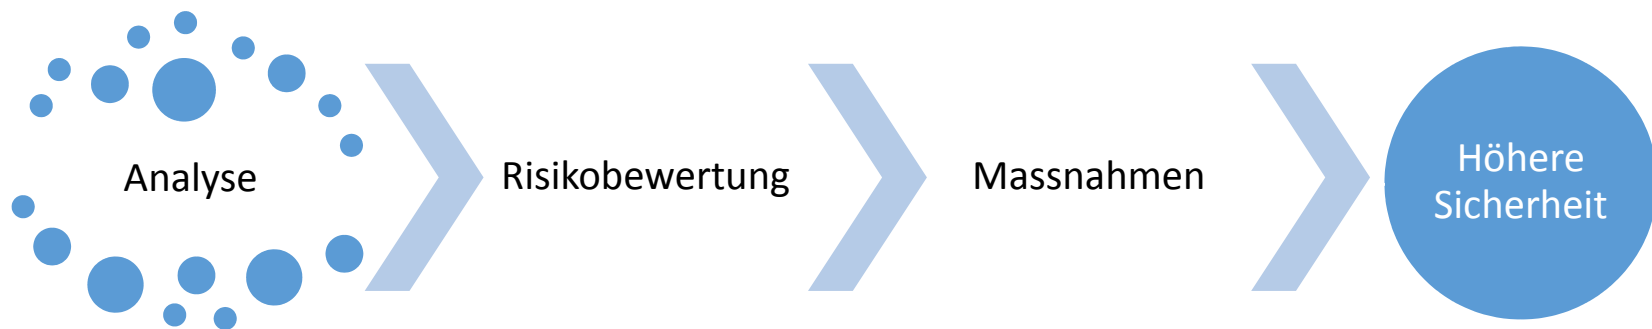 Analyse
Risikobewertung
Massnahmen
Höhere
Sicherheit